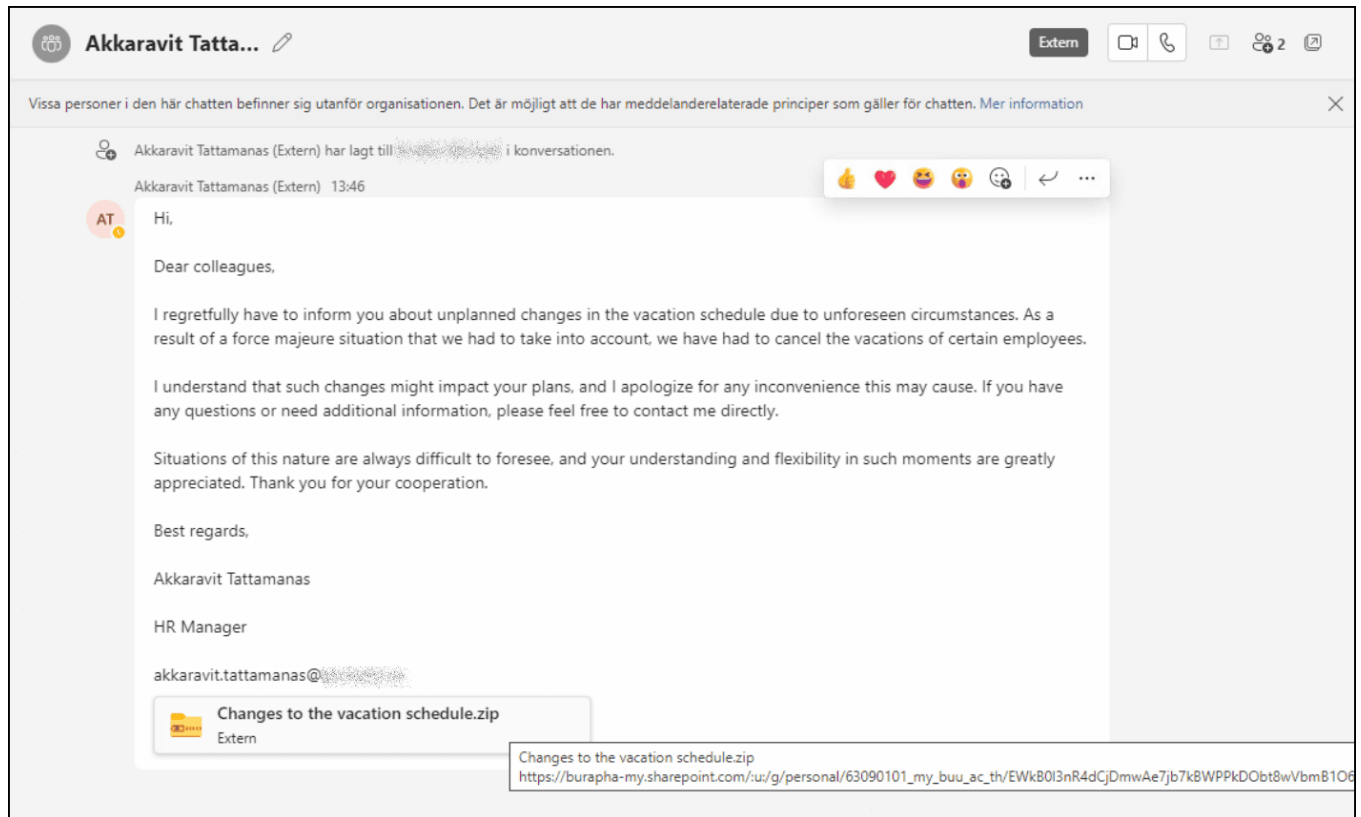 Akkaravit Tatta...
Extern
2
Vissa personer i den här chatten befinner sig utanför organisationen. Det är möjligt att de har meddelanderelaterade principer som gäller för chatten. Mer information
Akkaravit Tattamanas (Extern) har lagt till i konversationen.
Akkaravit Tattamanas (Extern) 13:46
AT
Hi,
Dear colleagues,
I regretfully have to inform you about unplanned changes in the vacation schedule due to unforeseen circumstances. As a
result of a force majeure situation that we had to take into account, we have had to cancel the vacations of certain employees.
I understand that such changes might impact your plans, and I apologize for any inconvenience this may cause. If you have
any questions or need additional information, please feel free to contact me directly.
Situations of this nature are always difficult to foresee, and your understanding and flexibility in such moments are greatly
appreciated. Thank you for your cooperation.
Best regards,
Akkaravit Tattamanas
HR Manager
akkaravit.tattamanas@
Changes to the vacation schedule.zip
Extern
Changes to the vacation schedule.zip
https://burapha-my.sharepoint.com/:u:/g/personal/63090101_my_buu_ac_th/EWkB0I3nR4dCjDmwAe7jb7kBWPPkDObt8wVbmB1O6